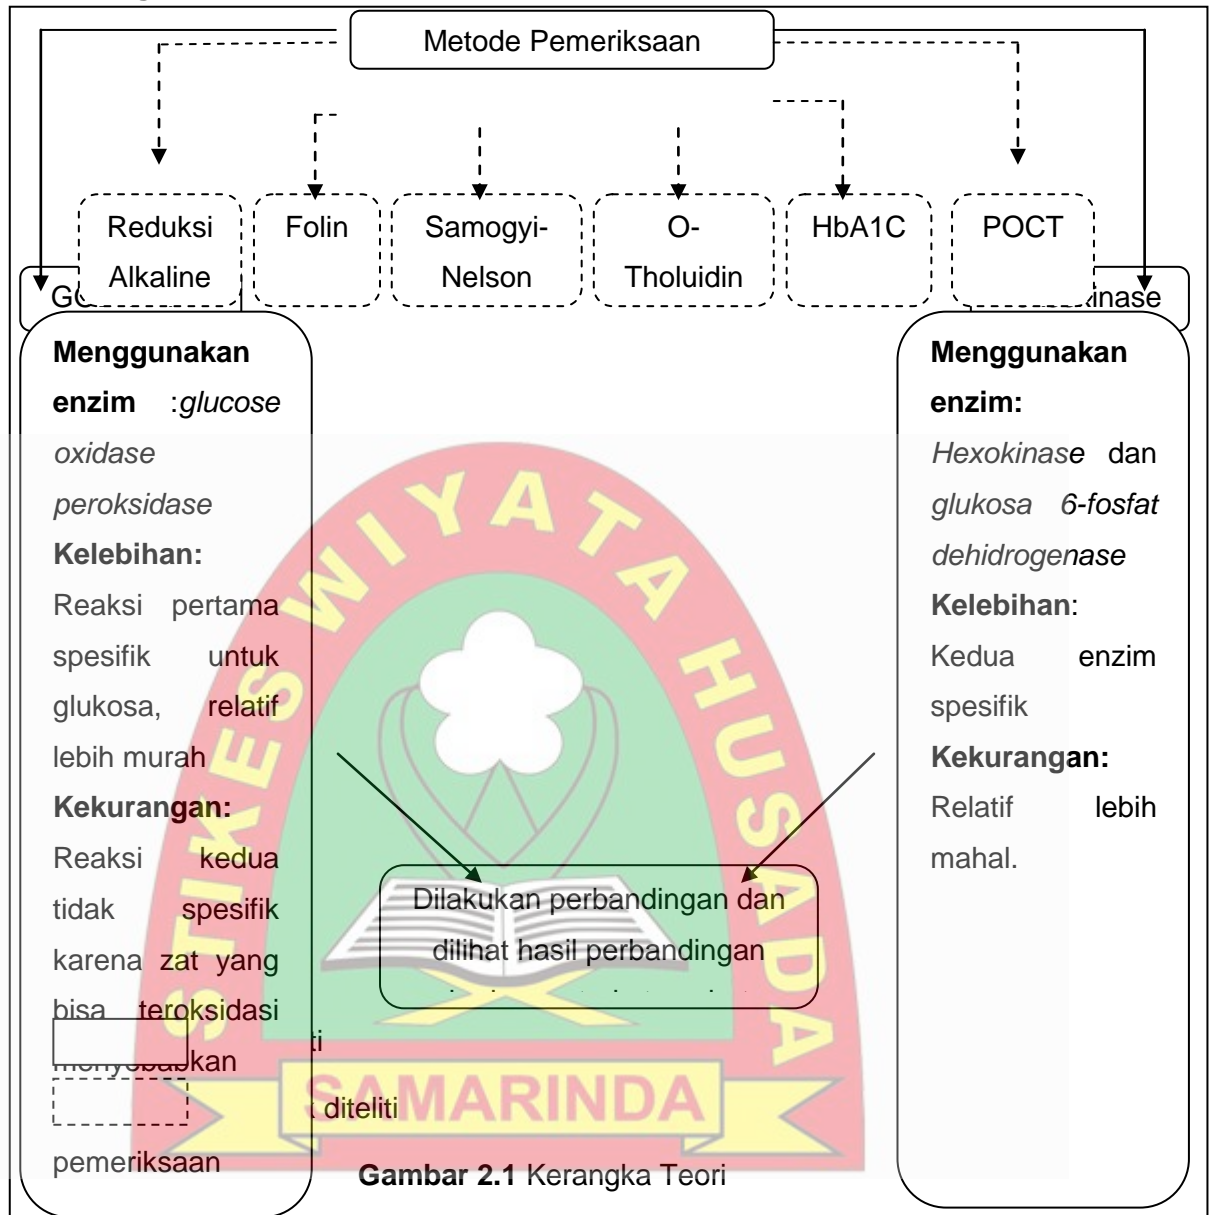 Metode Pemeriksaan
Reduksi
Alkaline
Folin
Samogyi-
Nelson
O-
Tholuidin
HbA1C
POCT
Menggunakan
enzim :glucose
oxidase
peroksidase
Kelebihan:
Reaksi pertama
spesifik untuk
glukosa, relatif
lebih murah
Kekurangan:
Reaksi kedua
tidak spesifik
karena zat yang
bisa teroksidasi
menyebabkan
pemeriksaan
Menggunakan
enzim:
Hexokinase dan
glukosa 6-fosfat
dehidrogenase
Kelebihan:
Kedua enzim
spesifik
Kekurangan:
Relatif lebih
mahal.
Dilakukan perbandingan dan
dilihat hasil perbandingan
diteliti
STIKES WIYATA HUSADA
SAMARINDA
Gambar 2.1 Kerangka Teori